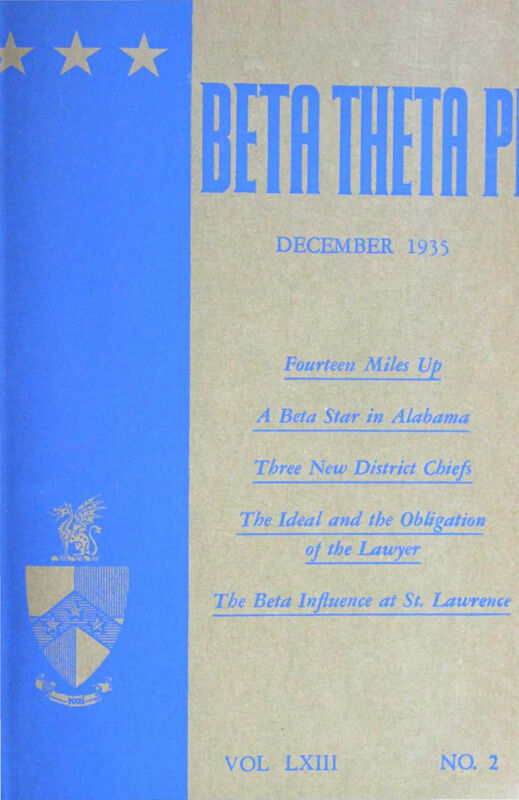 BETA THETA PI
DECEMBER 1935
Fourteen Miles Up
A Beta Star in Alabama
Three New District Chiefs
The Ideal and the Obligation
of the Lawyer
The Beta Influence at St. Lawrence
VOL LXIII
NO. 2